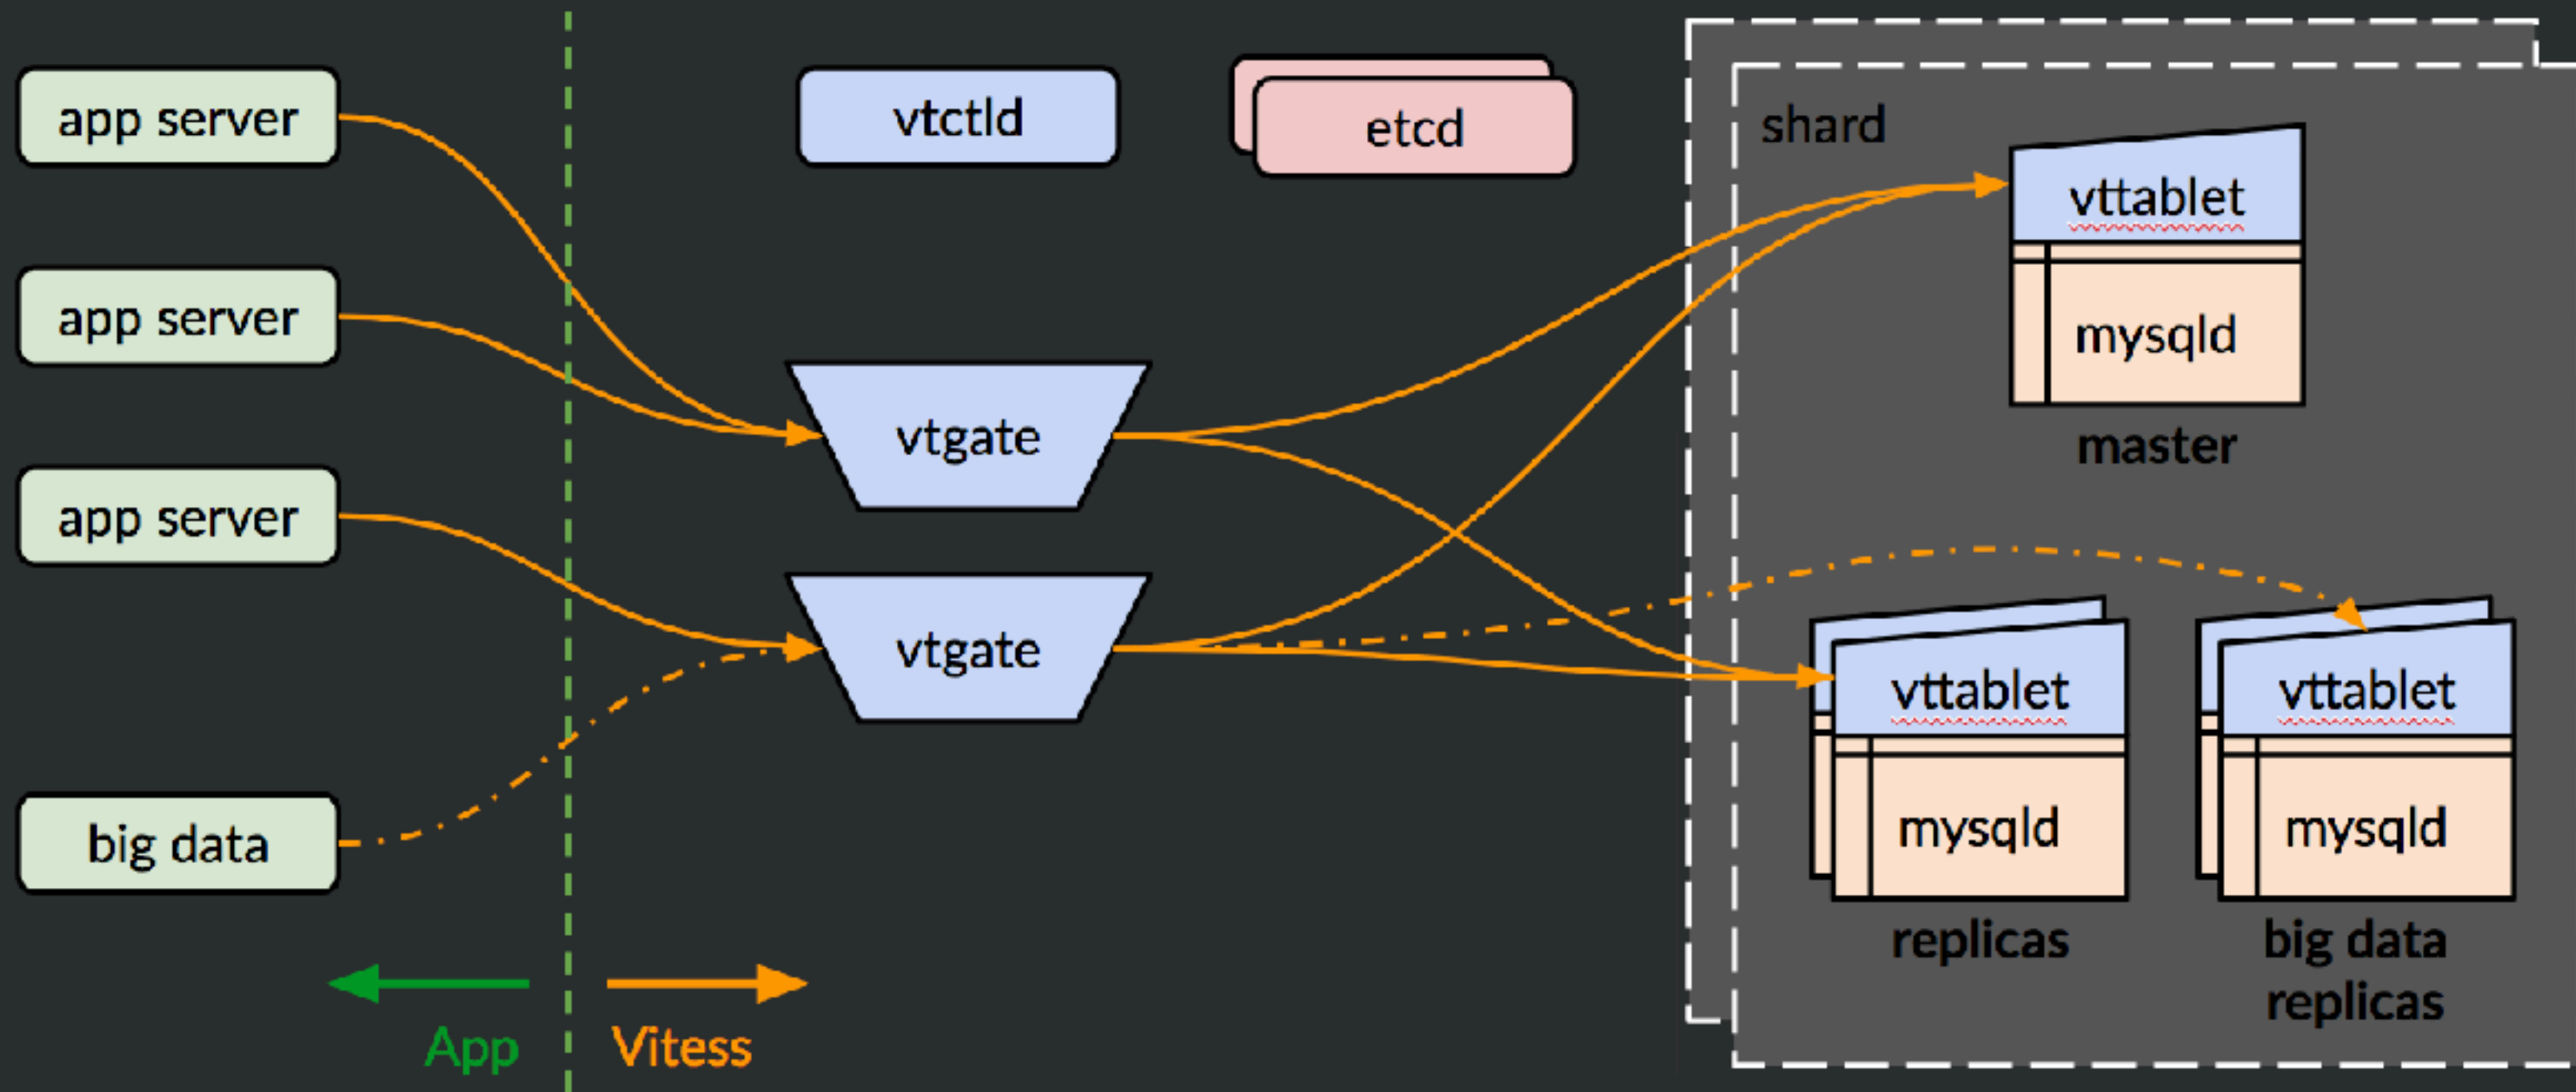 app server
vtctld
etcd
shard
vttablet
mysqld
master
app server
vtgate
app server
vtgate
vttablet
mysqld
replicas
vttablet
mysqld
big data
replicas
big data
App
Vitess